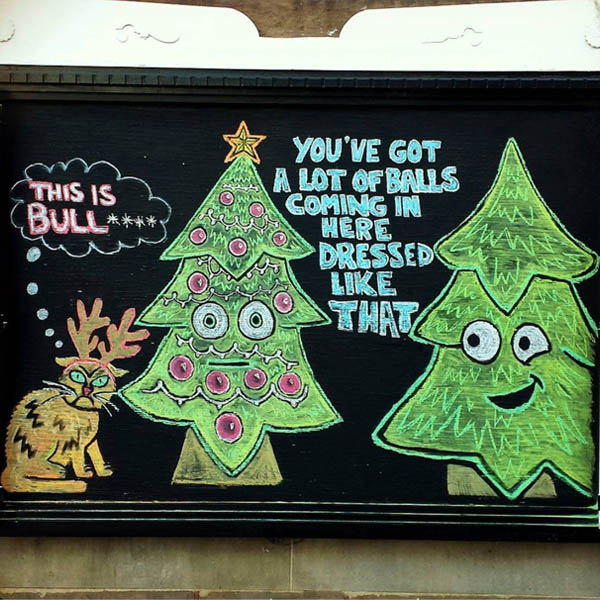 THIS IS
BULL****
YOU'VE GOT
A LOT OF BALLS
COMING IN
HERE
DRESSED
LIKE
THAT